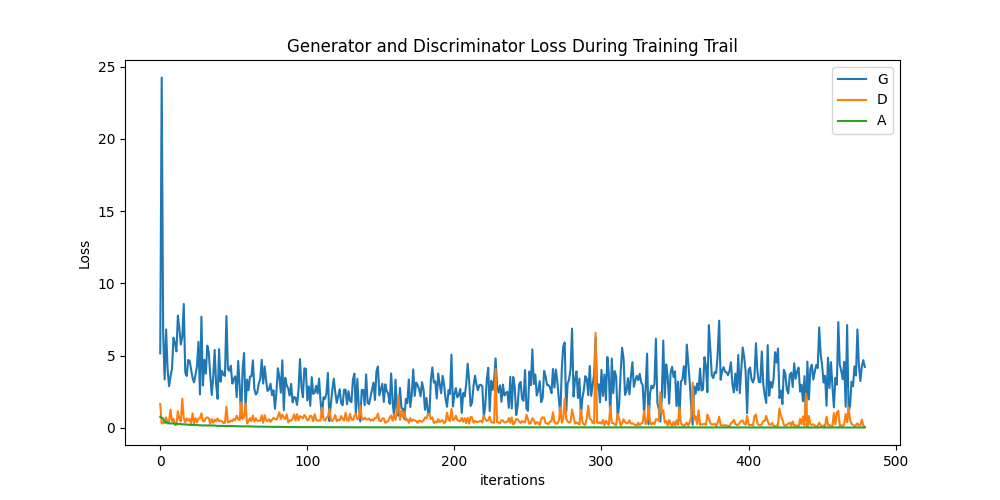 Generator and Discriminator Loss During Training Trail
G
D
A
25
20
15
10
5
0
Loss
0 100 200 300 400 500
iterations